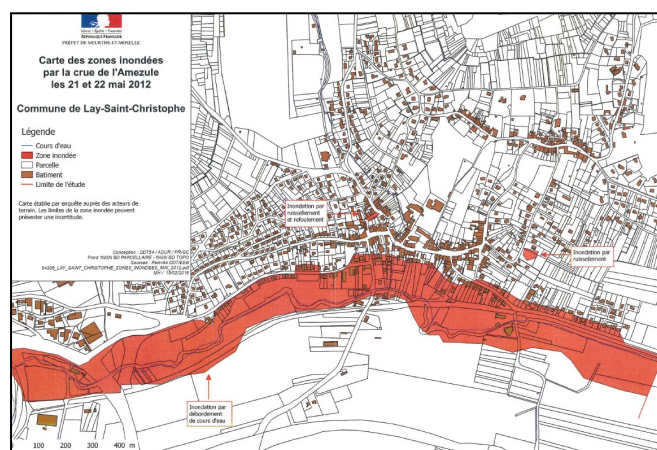 Liberté • Égalité • Fraternité
RÉPUBLIQUE FRANÇAISE
PRÉFET DE MEURTHE-ET-MOSELLE
Carte des zones inondées
par la crue de l'Amezule
les 21 et 22 mai 2012
Commune de Lay-Saint-Christophe
Légende
Cours d'eau
Zone inondée
Parcelle
Batiment
Limite de l'étude
Carte établie par enquête auprès des acteurs de
terrain. Les limites de la zone inondée peuvent
présenter une incertitude.
Inondation par
ruissellement
et refoulement
Inondation par
ruissellement
Inondation par
débordement
de cours d'eau
0 100 200 300 400 m